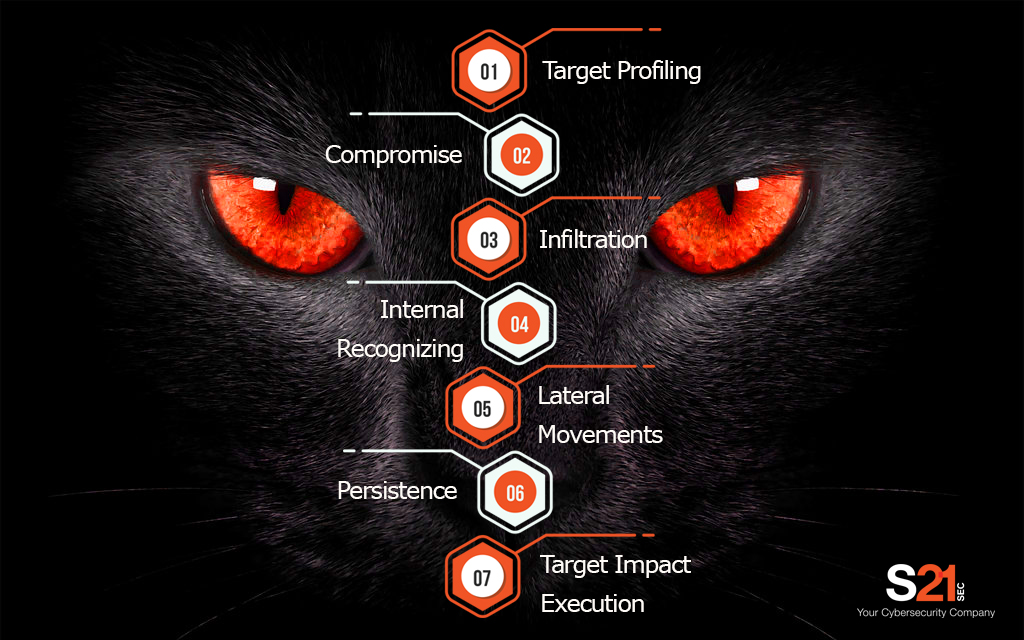 01
Target Profiling
Compromise
02
03
Infiltration
Internal
Recognizing
04
05
Lateral
Movements
Persistence
06
07
Target Impact
Execution
S21
SEC
Your Cybersecurity Company